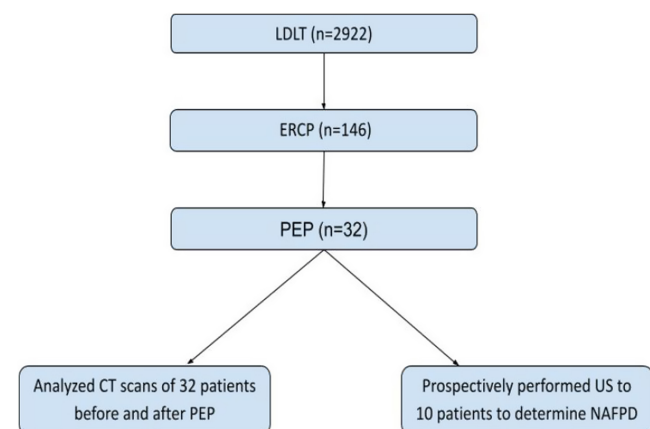 LDLT (n=2922)
ERCP (n=146)
PEP (n=32)
Analyzed CT scans of 32 patients
before and after PEP
Prospectively performed US to
10 patients to determine NAFPD